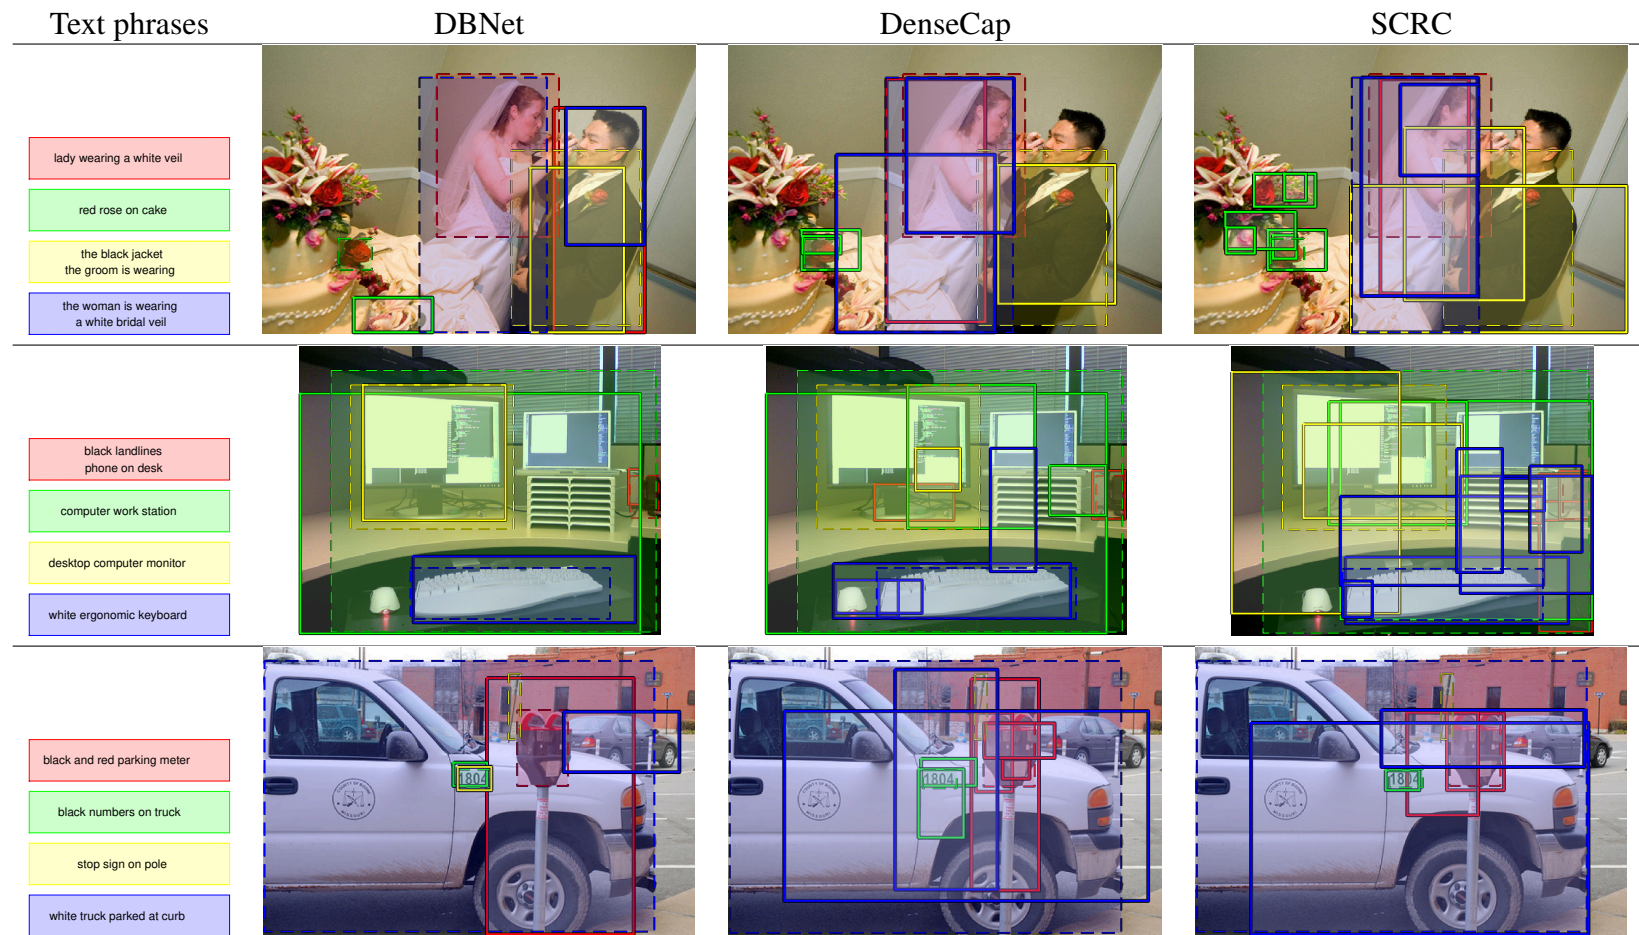 Text phrases DBNet DenseCap SCRC
lady wearing a white veil
red rose on cake
the black jacket
the groom is wearing
the woman is wearing
a white bridal veil
black landlines
phone on desk
computer work station
desktop computer monitor
white ergonomic keyboard
black and red parking meter
black numbers on truck
stop sign on pole
white truck parked at curb
1804
1804
1804